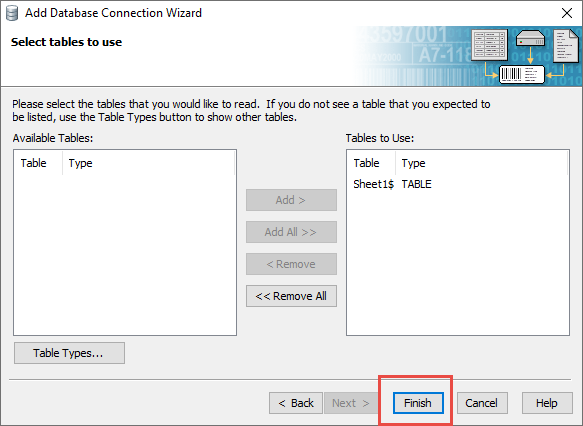 Add Database Connection Wizard
Select tables to use
3597001
A7-118
Please select the tables that you would like to read.  If you do not see a table that you expected to
be listed, use the Table Types button to show other tables.
Available Tables:
Table Type
Add >
Add All >>
< Remove
<< Remove All
Tables to Use:
Table Type
Sheet1$ TABLE
Table Types...
< Back Next > Finish Cancel Help